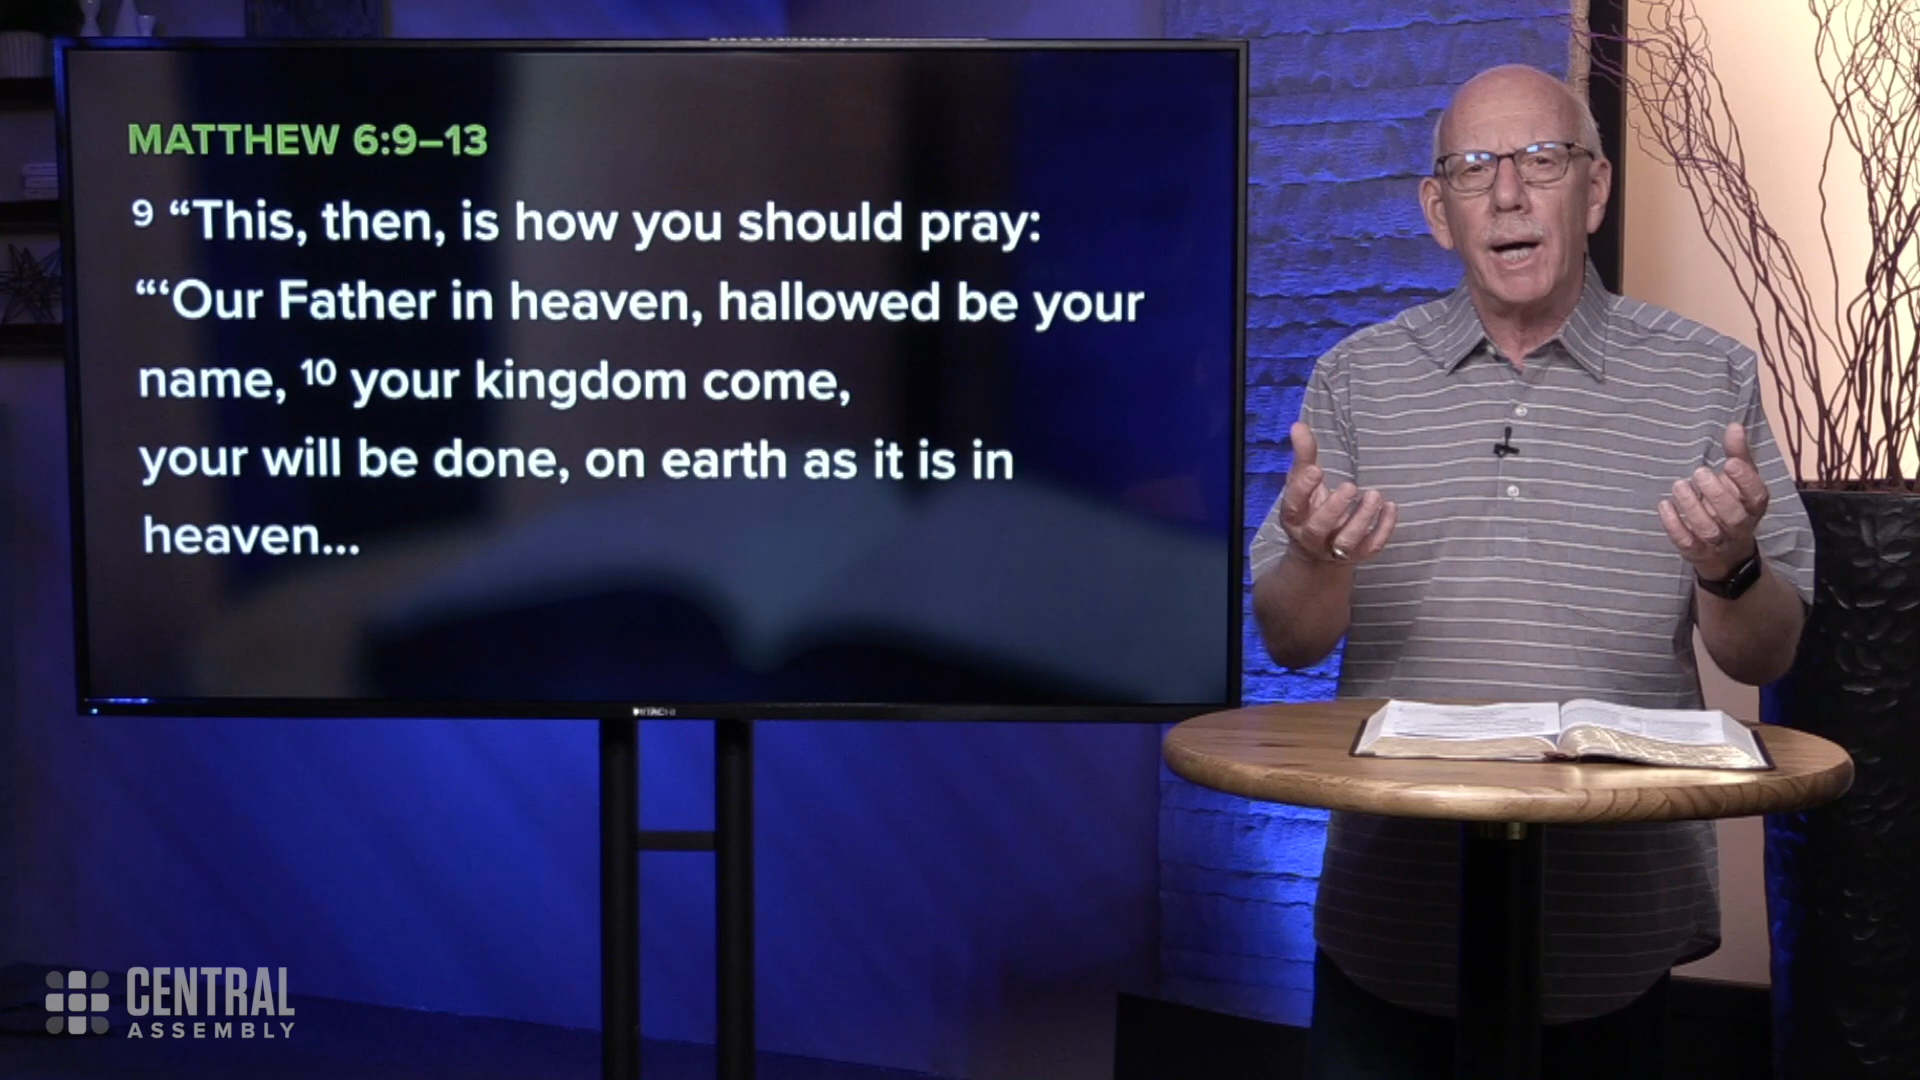 MATTHEW 6:9–13
9 “This, then, is how you should pray:
“‘Our Father in heaven, hallowed be your
name, 10 your kingdom come,
your will be done, on earth as it is in
heaven...
HITACHI
CENTRAL
ASSEMBLY